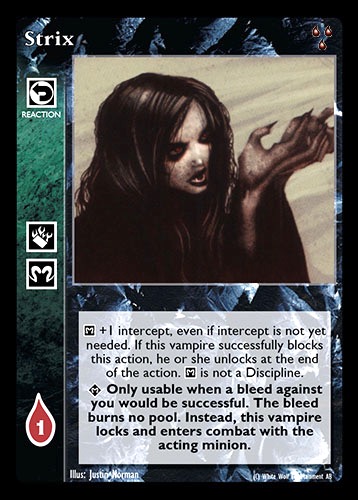 Strix
REACTION
+1 intercept, even if intercept is not yet
needed. If this vampire successfully blocks
this action, he or she unlocks at the end
of the action. is not a Discipline.
Only usable when a bleed against
you would be successful. The bleed
burns no pool. Instead, this vampire
locks and enters combat with the
acting minion.
1
Illus: Justin Norman (C) White Wolf Entertainment AB